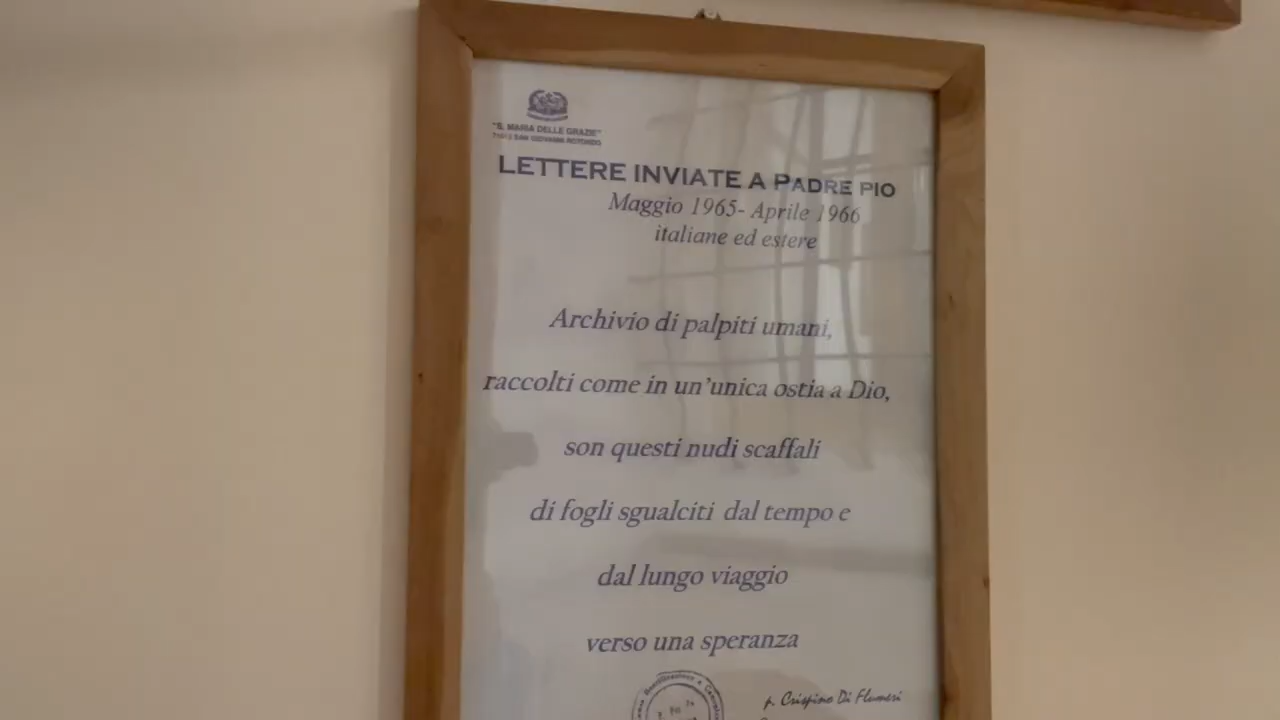 "S. MARIA DELLE GRAZIE"
SAN GIOVANNI ROTONDO
LETTERE INVIATE A PADRE PIO
Maggio 1965- Aprile 1966
italiane ed estere
Archivio di palpiti umani,
raccolti come in un'unica ostia a Dio,
son questi nudi scaffali
di fogli sgualciti dal tempo e
dal lungo viaggio
verso una speranza
p. Crispino Di Flumeri